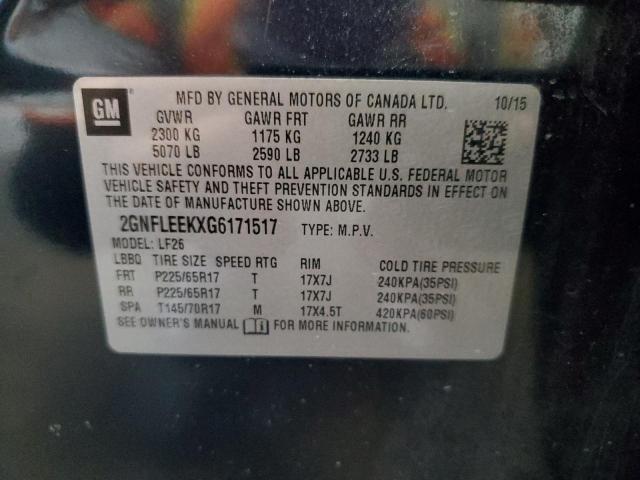 GM
MFD BY GENERAL MOTORS OF CANADA LTD. 10/15
GVWR GAWR FRT GAWR RR
2300 KG 1175 KG 1240 KG
5070 LB 2590 LB 2733 LB
THIS VEHICLE CONFORMS TO ALL APPLICABLE U.S. FEDERAL MOTOR
VEHICLE SAFETY AND THEFT PREVENTION STANDARDS IN EFFECT ON
THE DATE OF MANUFACTURE SHOWN ABOVE.
2GNFLEEKXG6171517 TYPE: M.P.V.
MODEL: LF26
LBBQ TIRE SIZE SPEED RTG RIM COLD TIRE PRESSURE
FRT P225/65R17 T 17X7J 240KPA(35PSI)
RR P225/65R17 T 17X7J 240KPA(35PSI)
SPA T145/70R17 M 17X4.5T 420KPA(60PSI)
SEE OWNER'S MANUAL i FOR MORE INFORMATION.